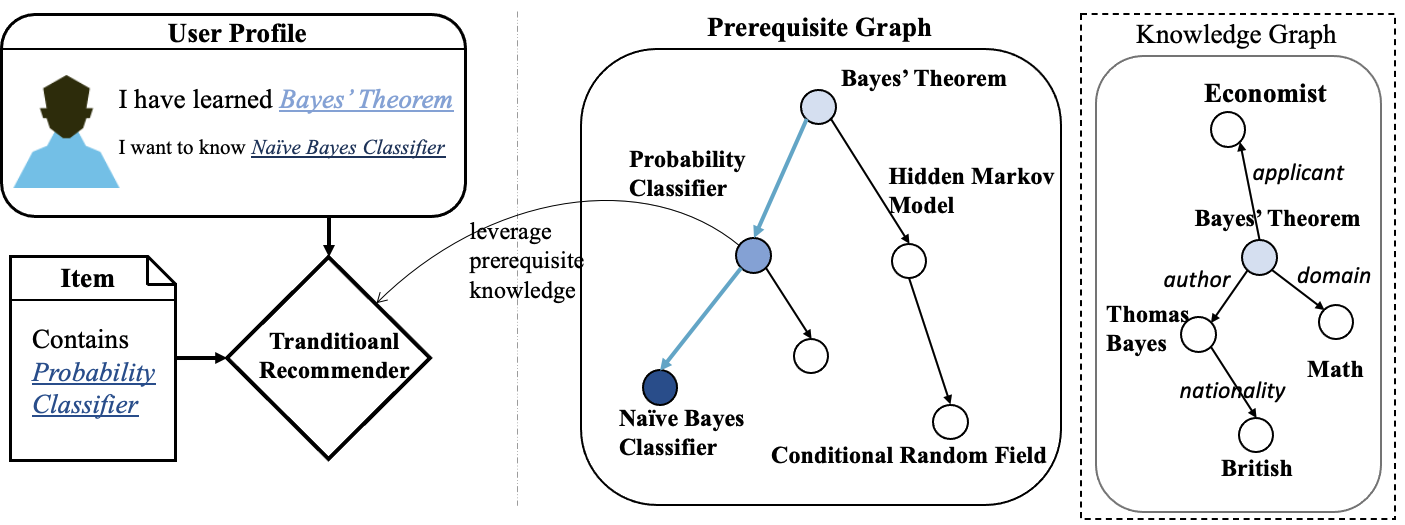 User Profile
I have learned Bayes’ Theorem
I want to know Naïve Bayes Classifier
Item
Contains
Probability
Classifier
Tranditioanl
Recommender
leverage
prerequisite
knowledge
Prerequisite Graph
Bayes’ Theorem
Probability
Classifier
Hidden Markov
Model
Naïve Bayes
Classifier
Conditional Random Field
Knowledge Graph
Economist
applicant
Bayes’ Theorem
author
domain
Thomas
Bayes
Math
nationality
British